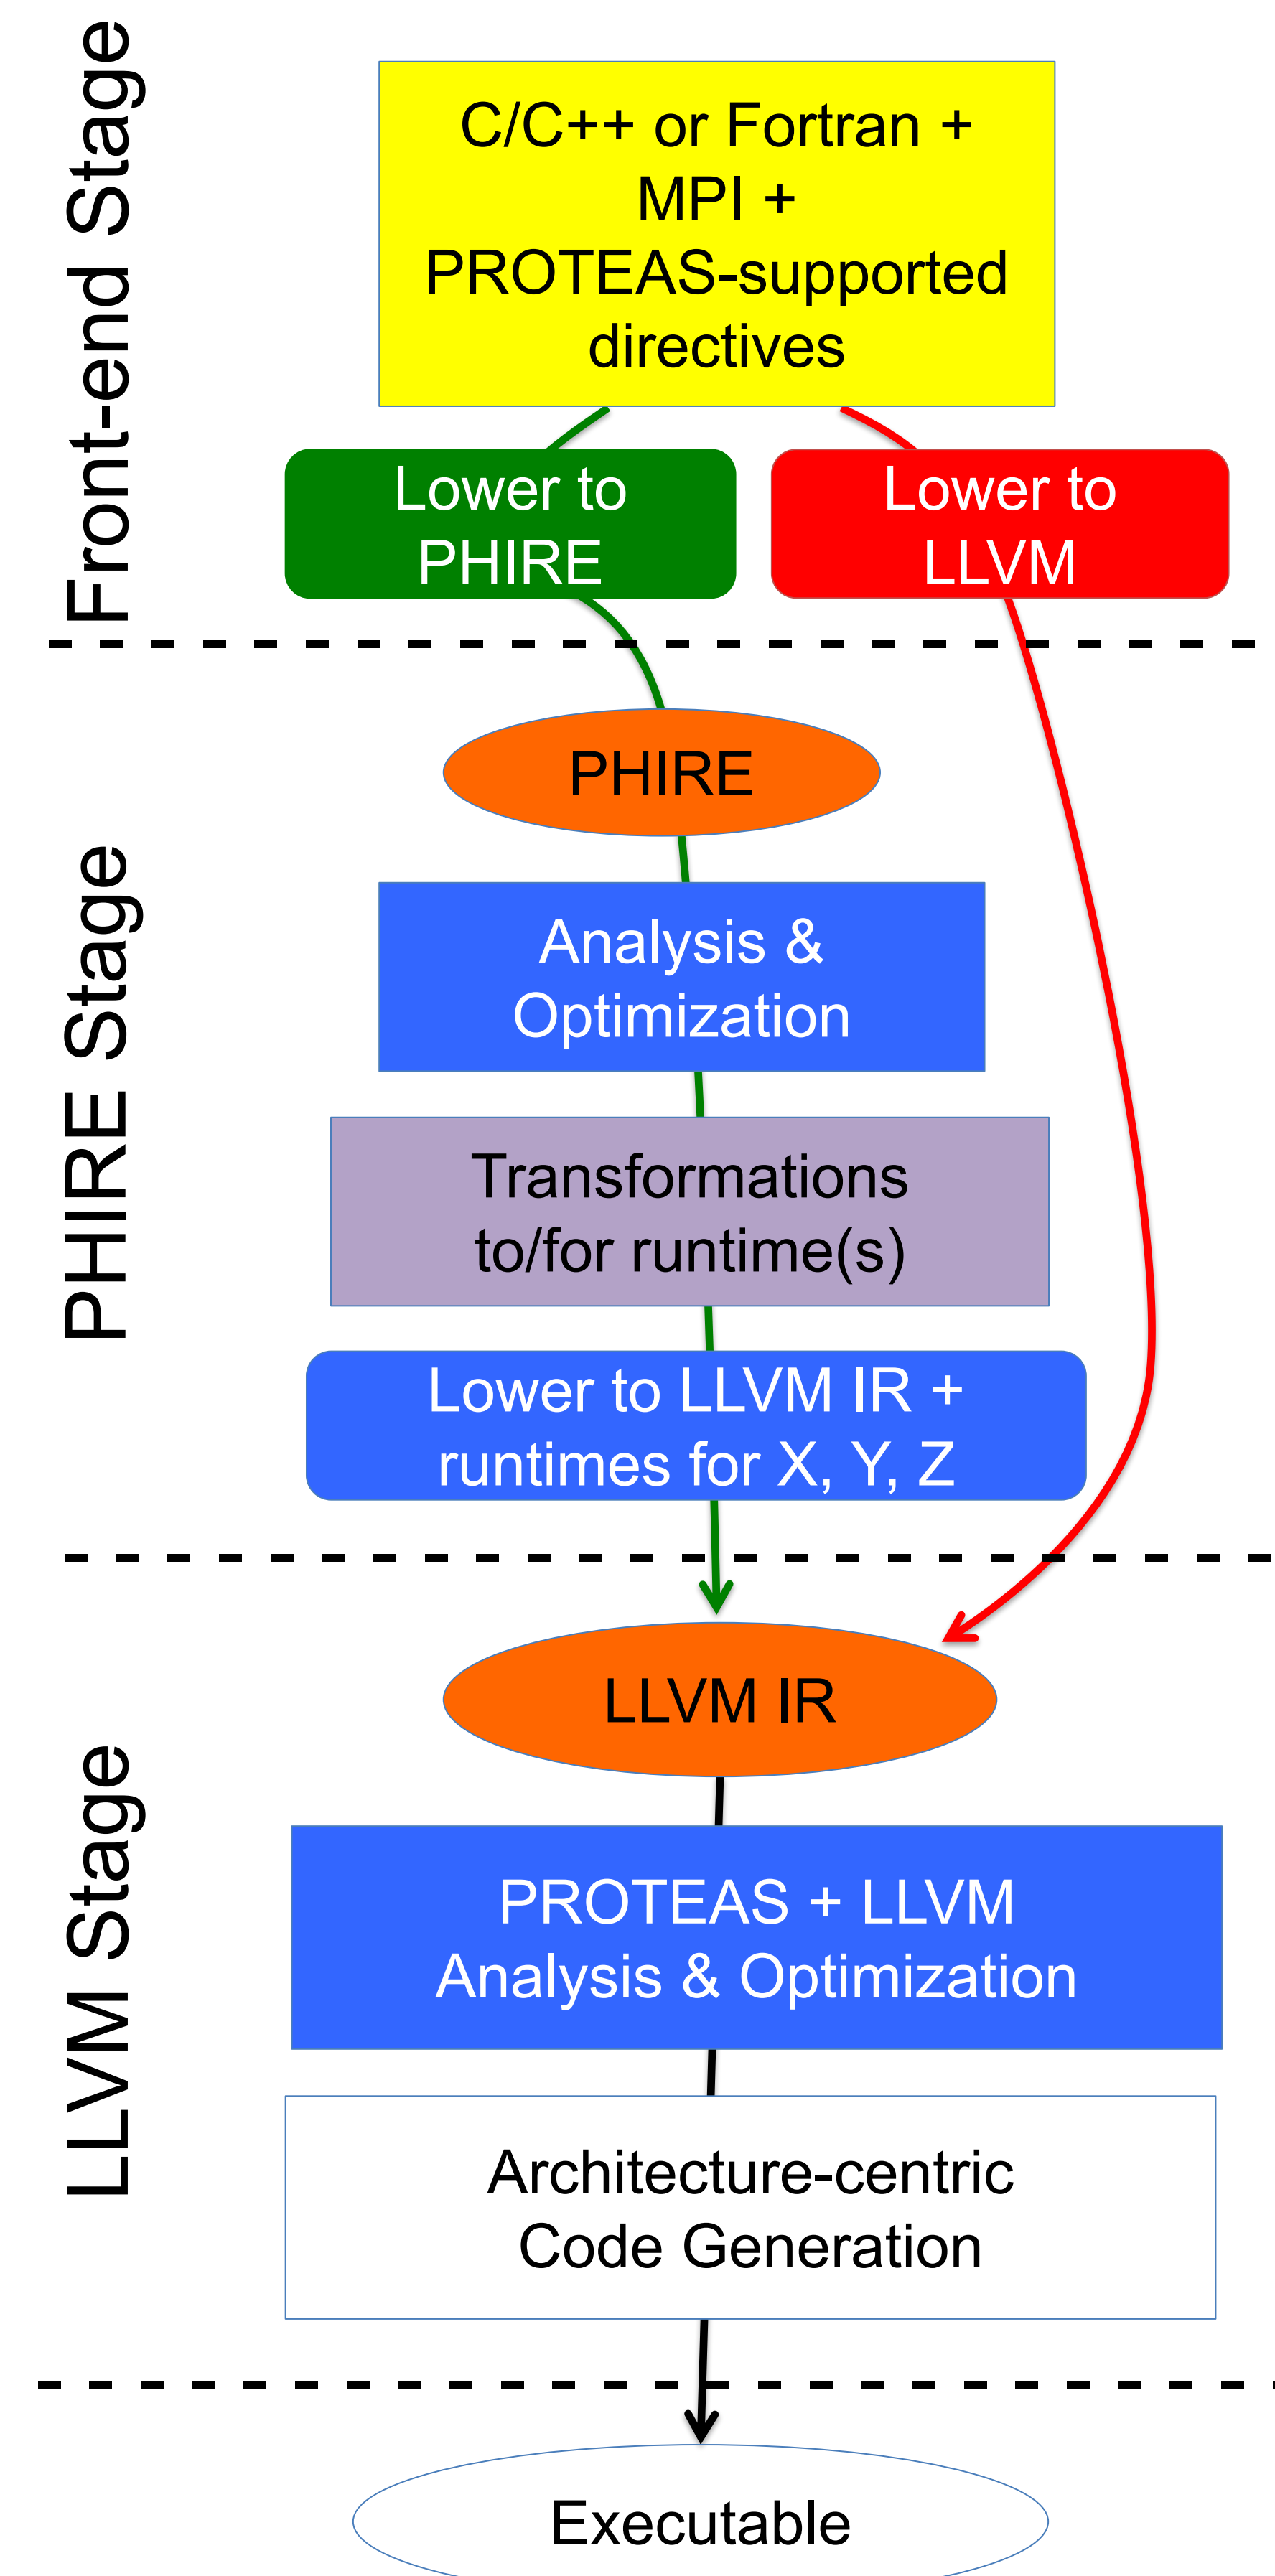 Front-end Stage
C/C++ or Fortran +
MPI +
PROTEAS-supported
directives
Lower to
PHIRE
Lower to
LLVM
PHIRE Stage
PHIRE
Analysis &
Optimization
Transformations
to/for runtime(s)
Lower to LLVM IR +
runtimes for X, Y, Z
LLVM Stage
LLVM IR
PROTEAS + LLVM
Analysis & Optimization
Architecture-centric
Code Generation
Executable